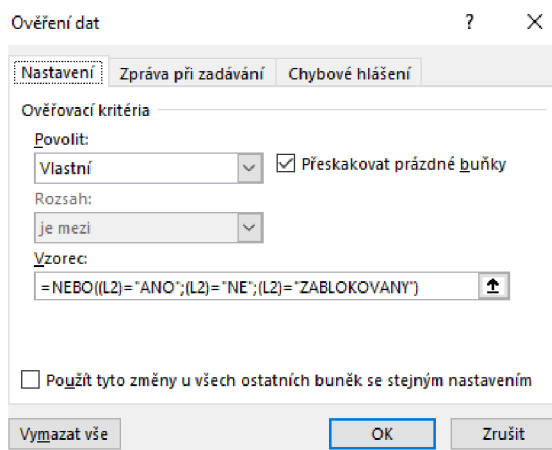 Ověření dat
Nastavení Zpráva při zadávání Chybové hlášení
Ověřovací kritéria
Povolit:
Vlastní Přeskakovat prázdné buňky
Rozsah:
je mezi
Vzorec:
=NEBO((L2)="ANO";(L2)="NE";(L2)="ZABLOKOVANY")
Použít tyto změny u všech ostatních buněk se stejným nastavením
Vymazat vše OK Zrušit